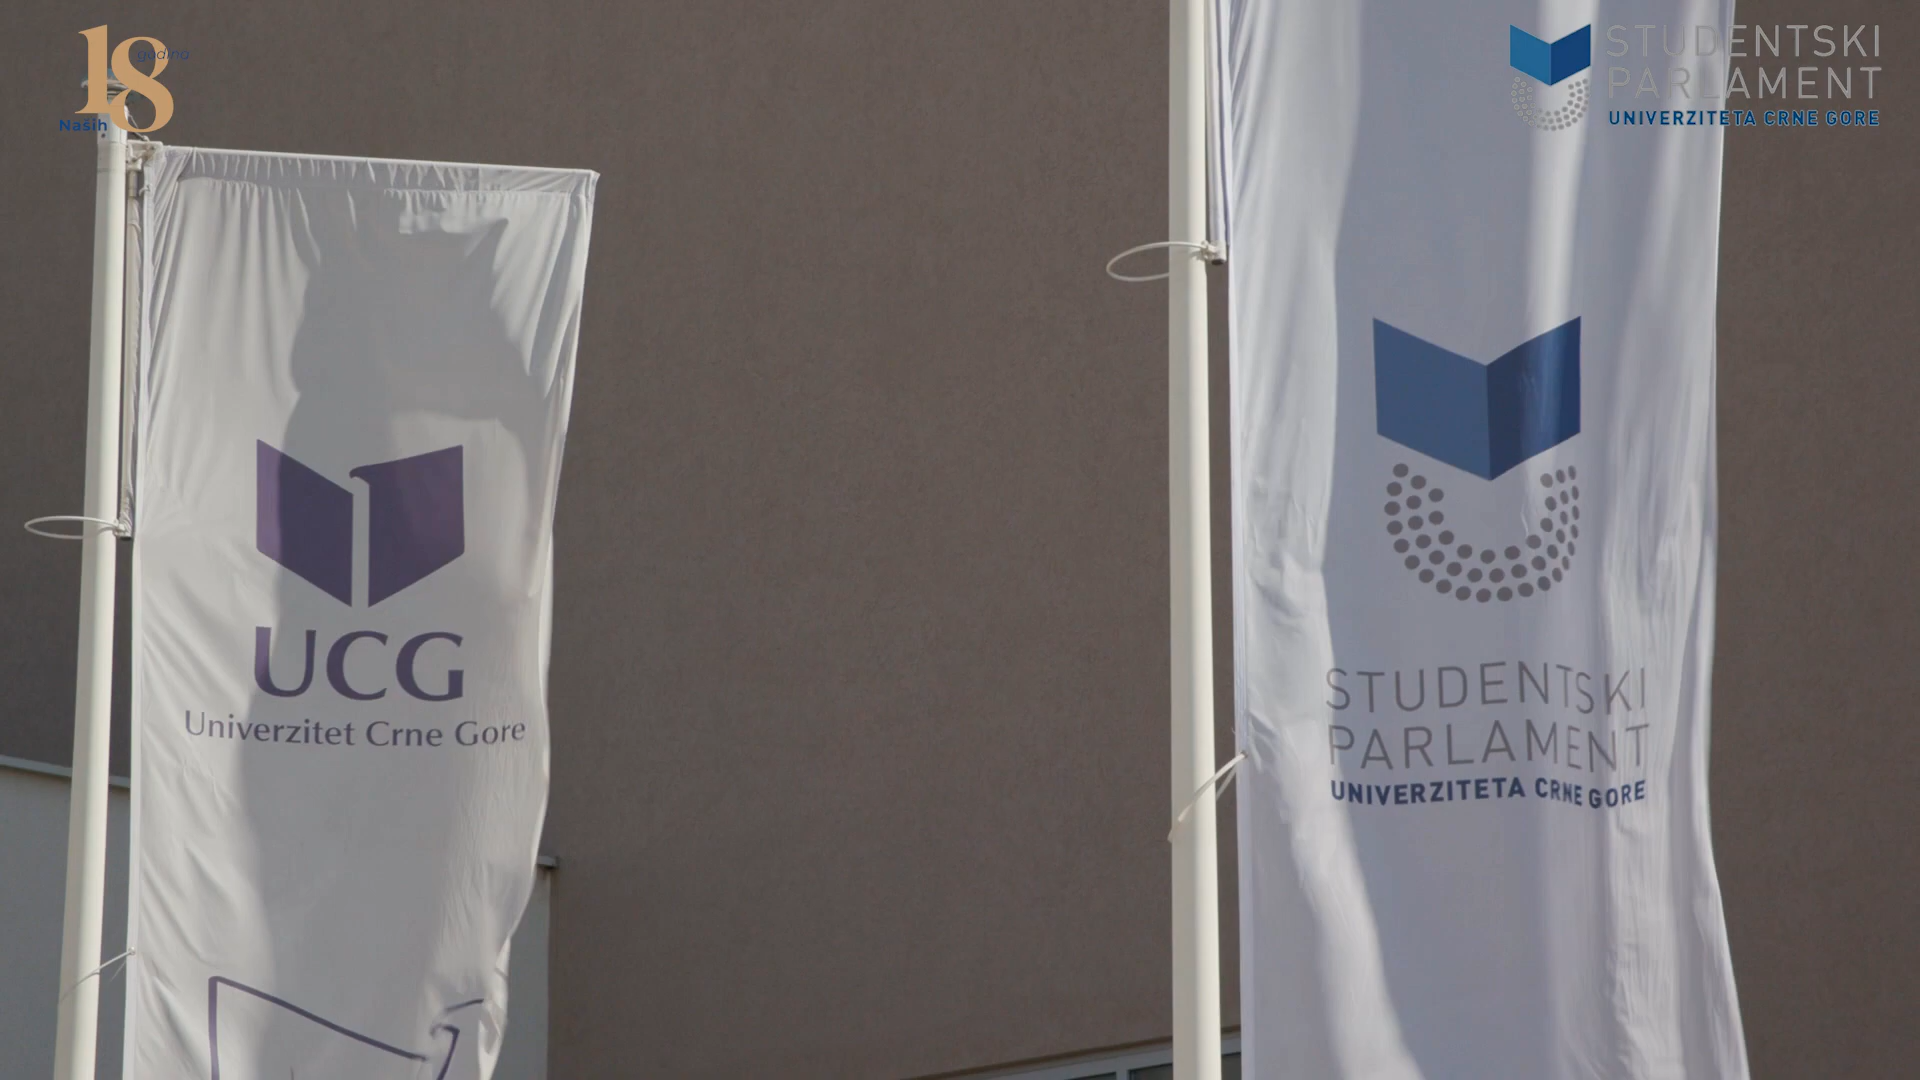 18
godina
Naših
STUDENTSKI
PARLAMENT
UNIVERZITETA CRNE GORE
UCG
Univerzitet Crne Gore
STUDENTSKI
PARLAMENT
UNIVERZITETA CRNE GORE